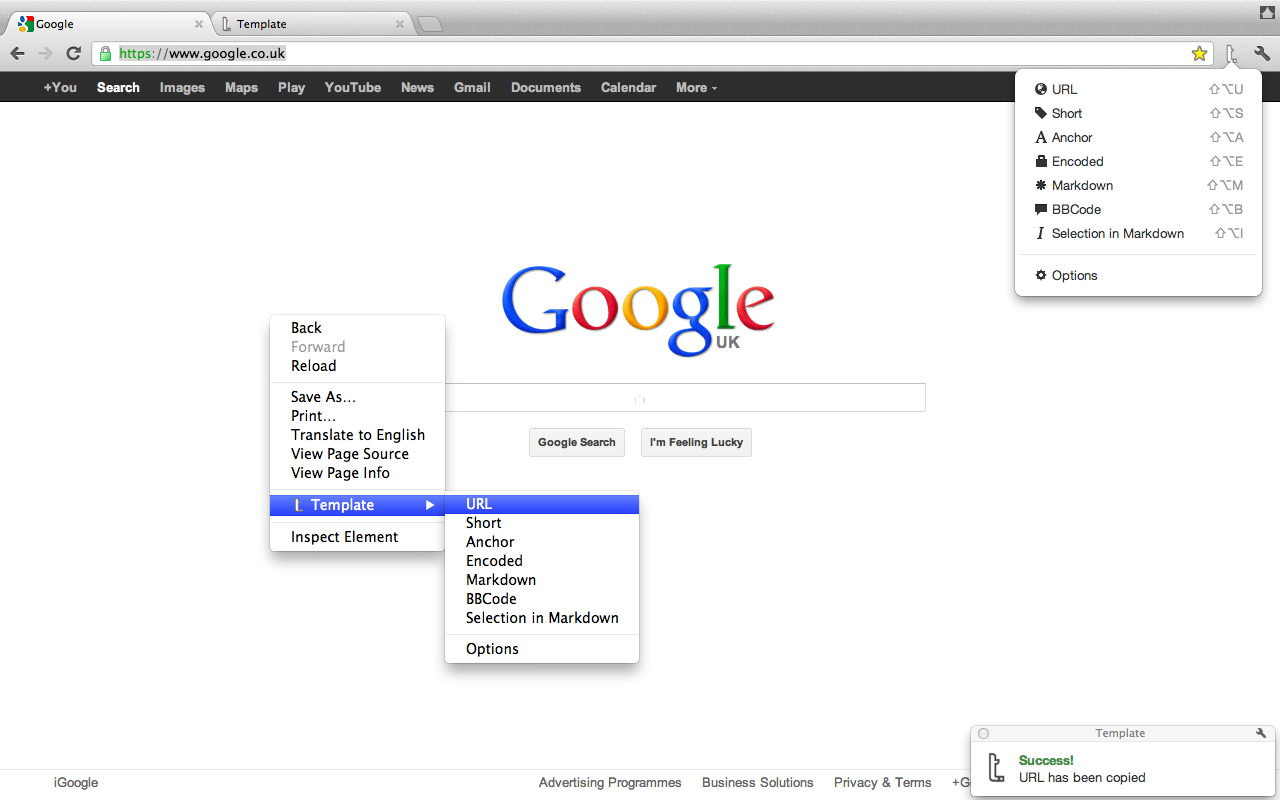 Google
Template
https://www.google.co.uk
+You Search Images Maps Play YouTube News Gmail Documents Calendar More
URL ⇧⌥U
Short ⇧⌥S
Anchor ⇧⌥A
Encoded ⇧⌥E
Markdown ⇧⌥M
BBCode ⇧⌥B
Selection in Markdown ⇧⌥I
Options
Google
UK
Back
Forward
Reload
Save As...
Print...
Translate to English
View Page Source
View Page Info
Template
Inspect Element
Google Search
I'm Feeling Lucky
URL
Short
Anchor
Encoded
Markdown
BBCode
Selection in Markdown
Options
Template
Success!
URL has been copied
iGoogle
Advertising Programmes Business Solutions Privacy & Terms +G